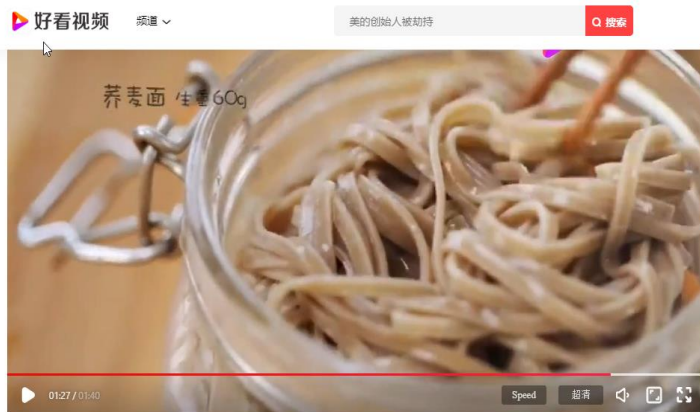 好看视频
频道
美的创始人被劫持
搜索
荞麦面 生重60g
01:27 / 01:40
Speed
超清